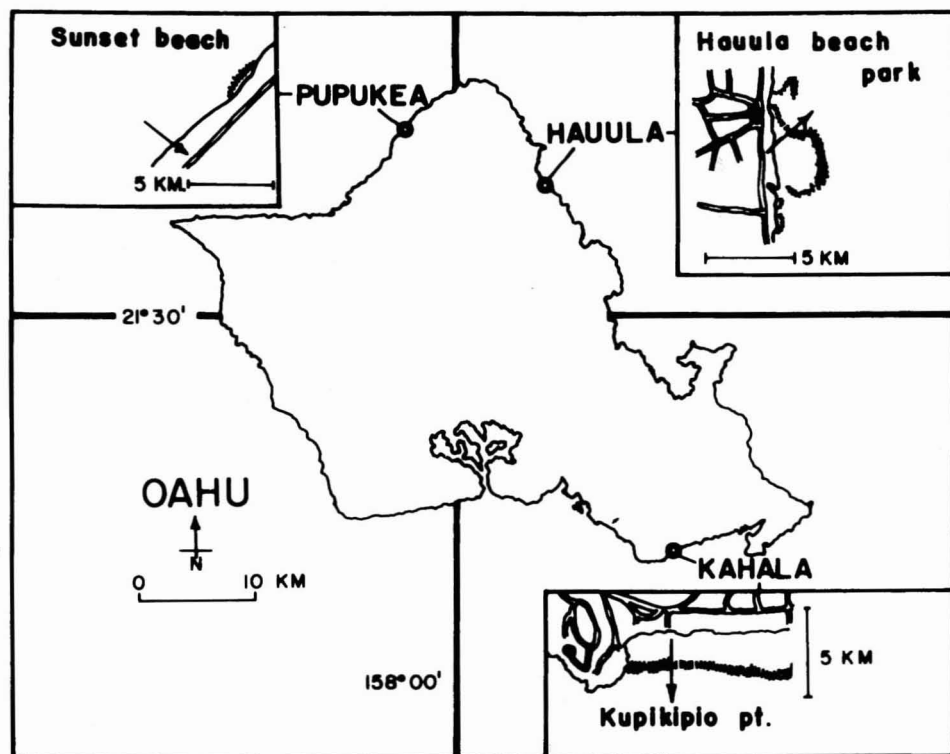 Sunset beach
5 KM.
PUPUKEA
HAUULA
Hauula beach
park
5 KM
21°30'
OAHU
N
0 10 KM
158°00'
KAHALA
5 KM
Kupikipio pt.